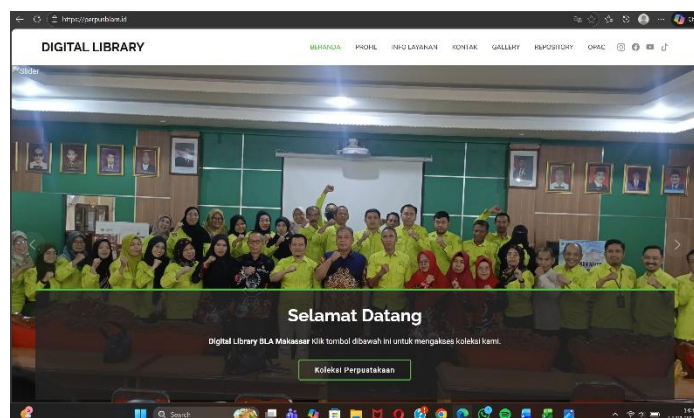 https://perpusblam.id
DIGITAL LIBRARY
BERANDA PROFIL INFO LAYANAN KONTAK GALLERY REPOSITORY OPAC
Slider
Selamat Datang
Digital Library BLA Makassar Klik tombol dibawah ini untuk mengakses koleksi kami.
Koleksi Perpustakaan
Search